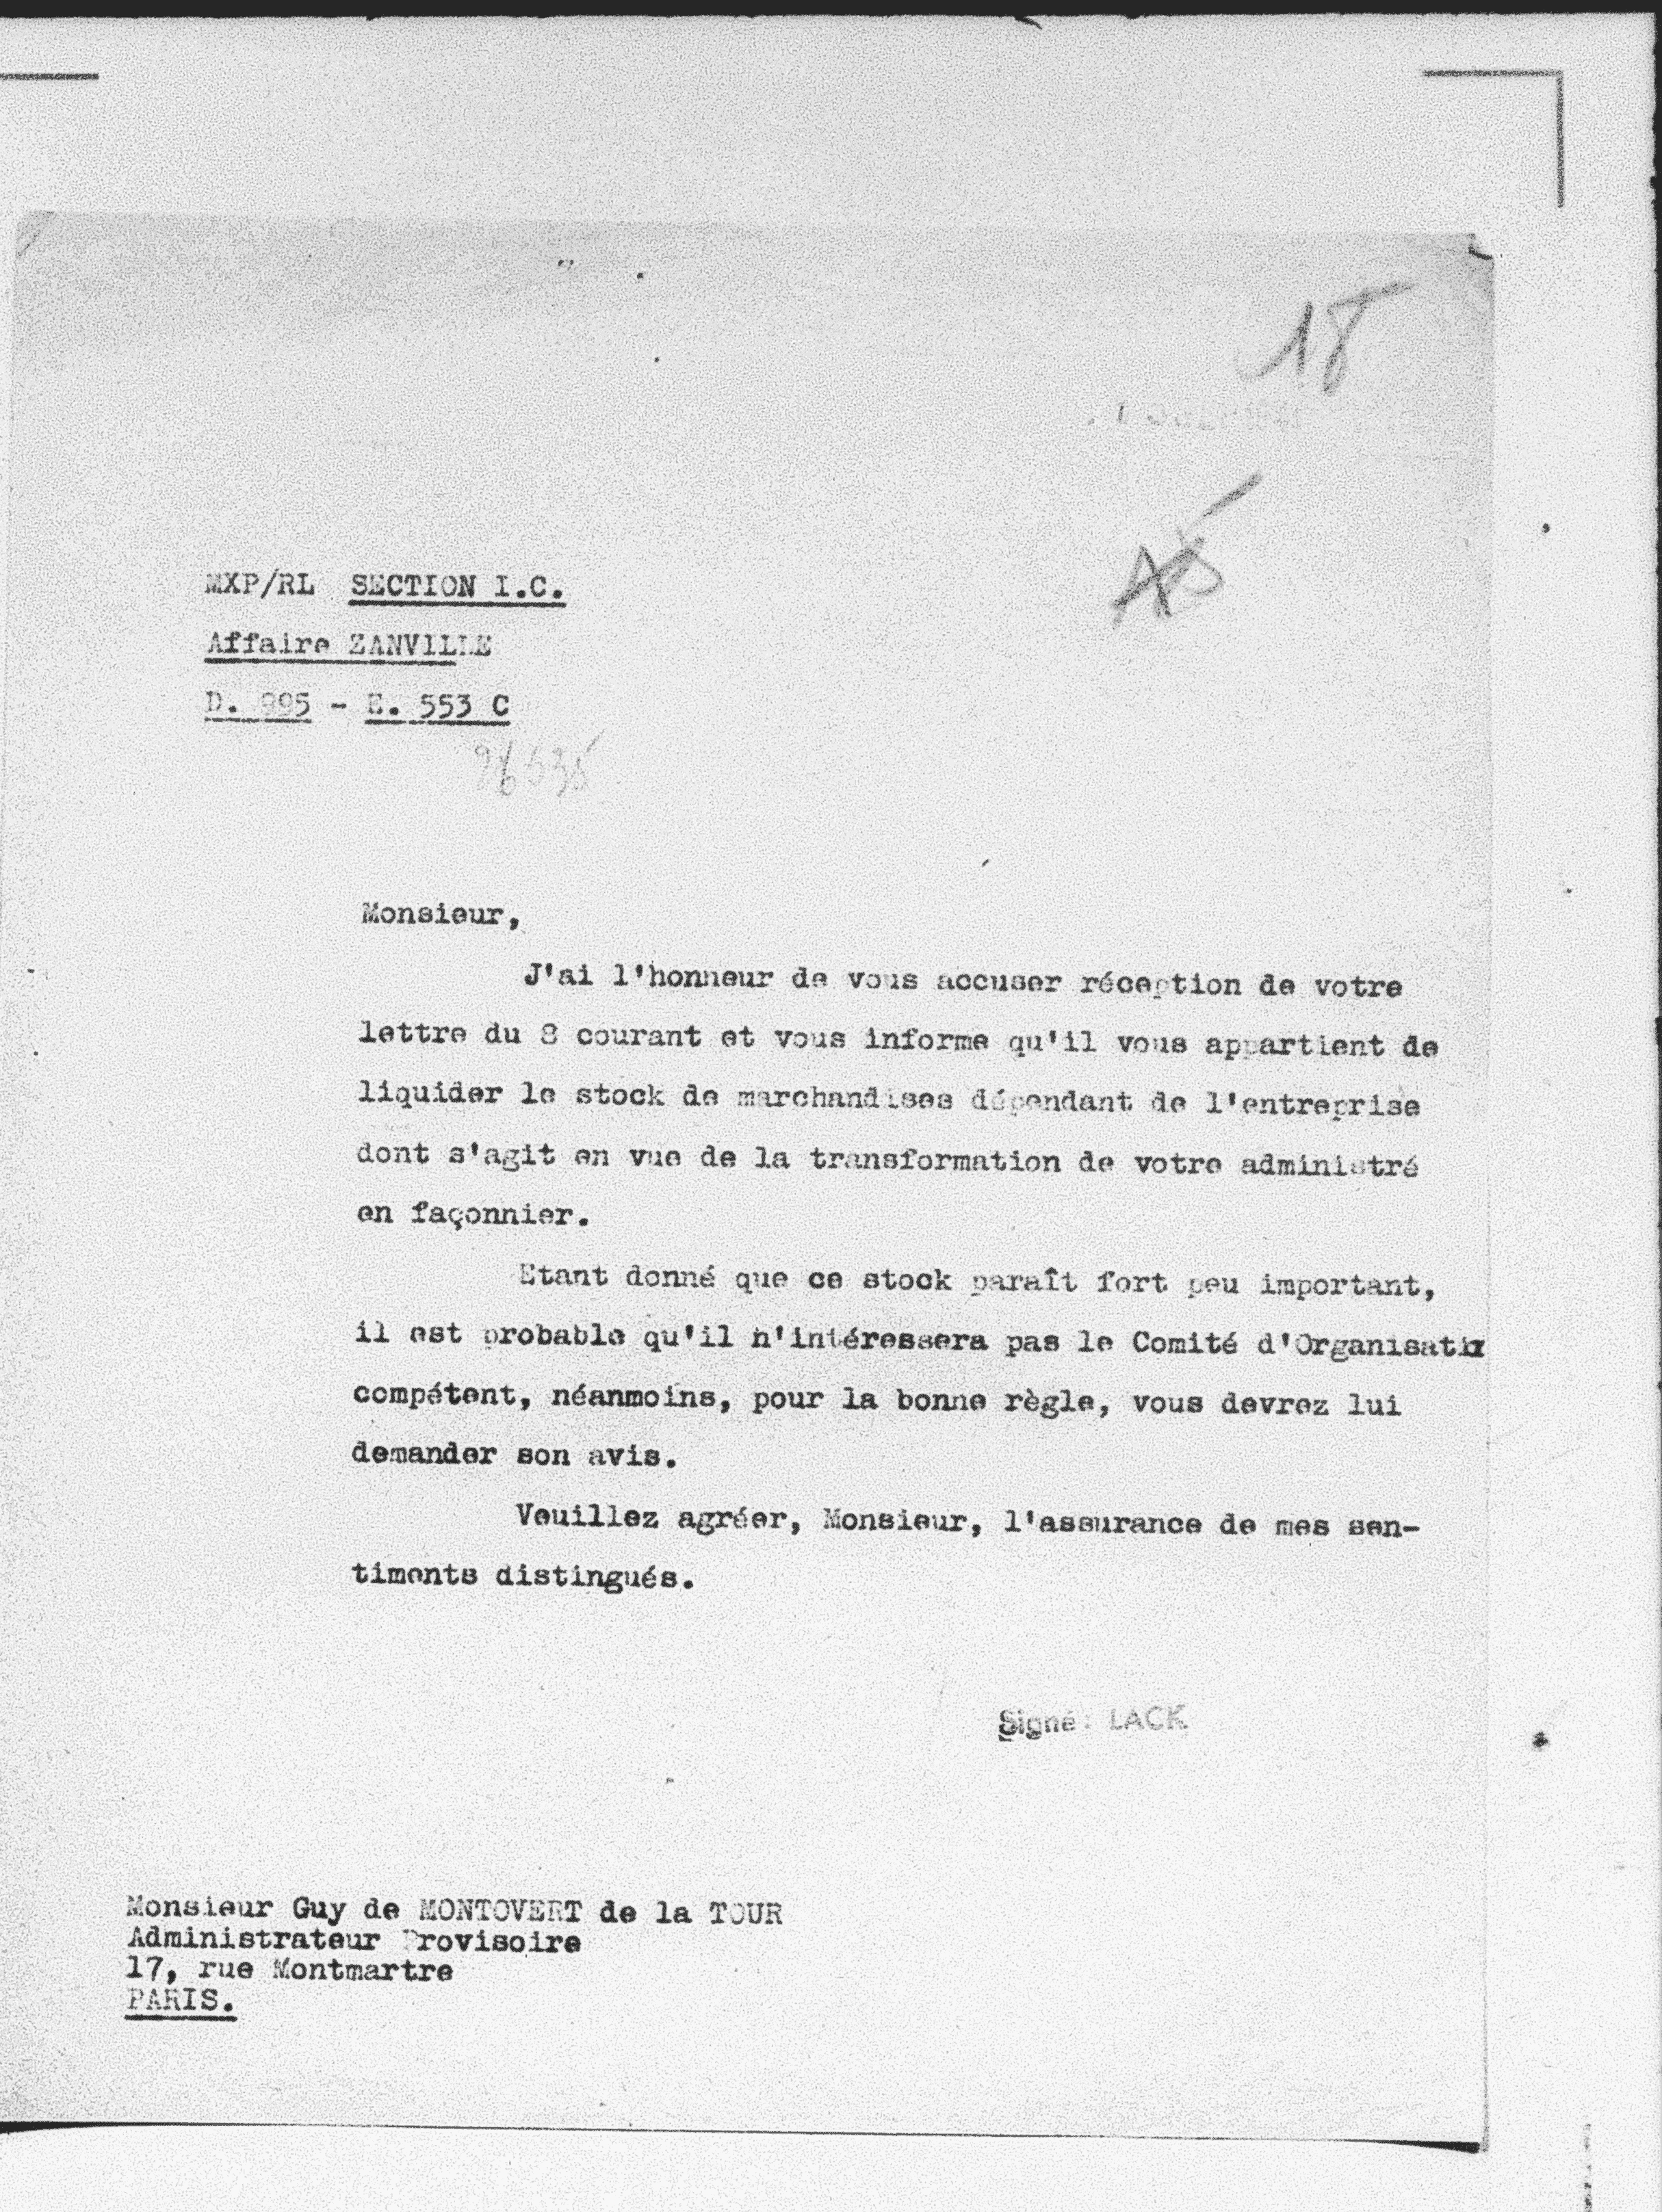 18
MXP/RL SECTION I.C.
Affaire ZANVILLE
D. 995 - E. 553 C
Monsieur,
J'ai l'honneur de vous accuser réception de votre
lettre du 8 courant et vous informe qu'il vous appartient de
liquider le stock de marchandises dépendant de l'entreprise
dont s'agit en vue de la transformation de votre administré
en façonnier.
Etant donné que ce stock paraît fort peu important,
il est probable qu'il n'intéressera pas le Comité
compétent, néanmoins, pour la bonne règle, vous devrez lui
demander son avis.
Veuillez agréer, Monsieur, l'assurance de mes sen-
timents distingués.
Signé: LACK
Monsieur Guy de MONTOVERT de la TOUR
Administrateur Provisoire
17, rue Montmartre
PARIS.